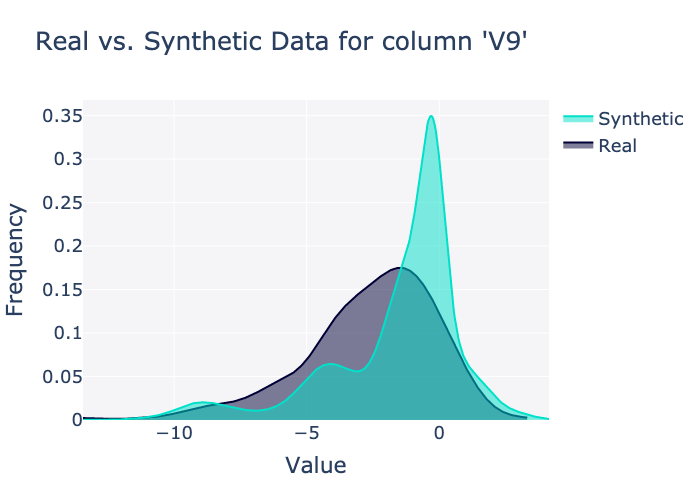 Real vs. Synthetic Data for column 'V9'
Synthetic
Real
0.35
0.3
0.25
0.2
0.15
0.1
0.05
0
Frequency
−10
−5
0
Value